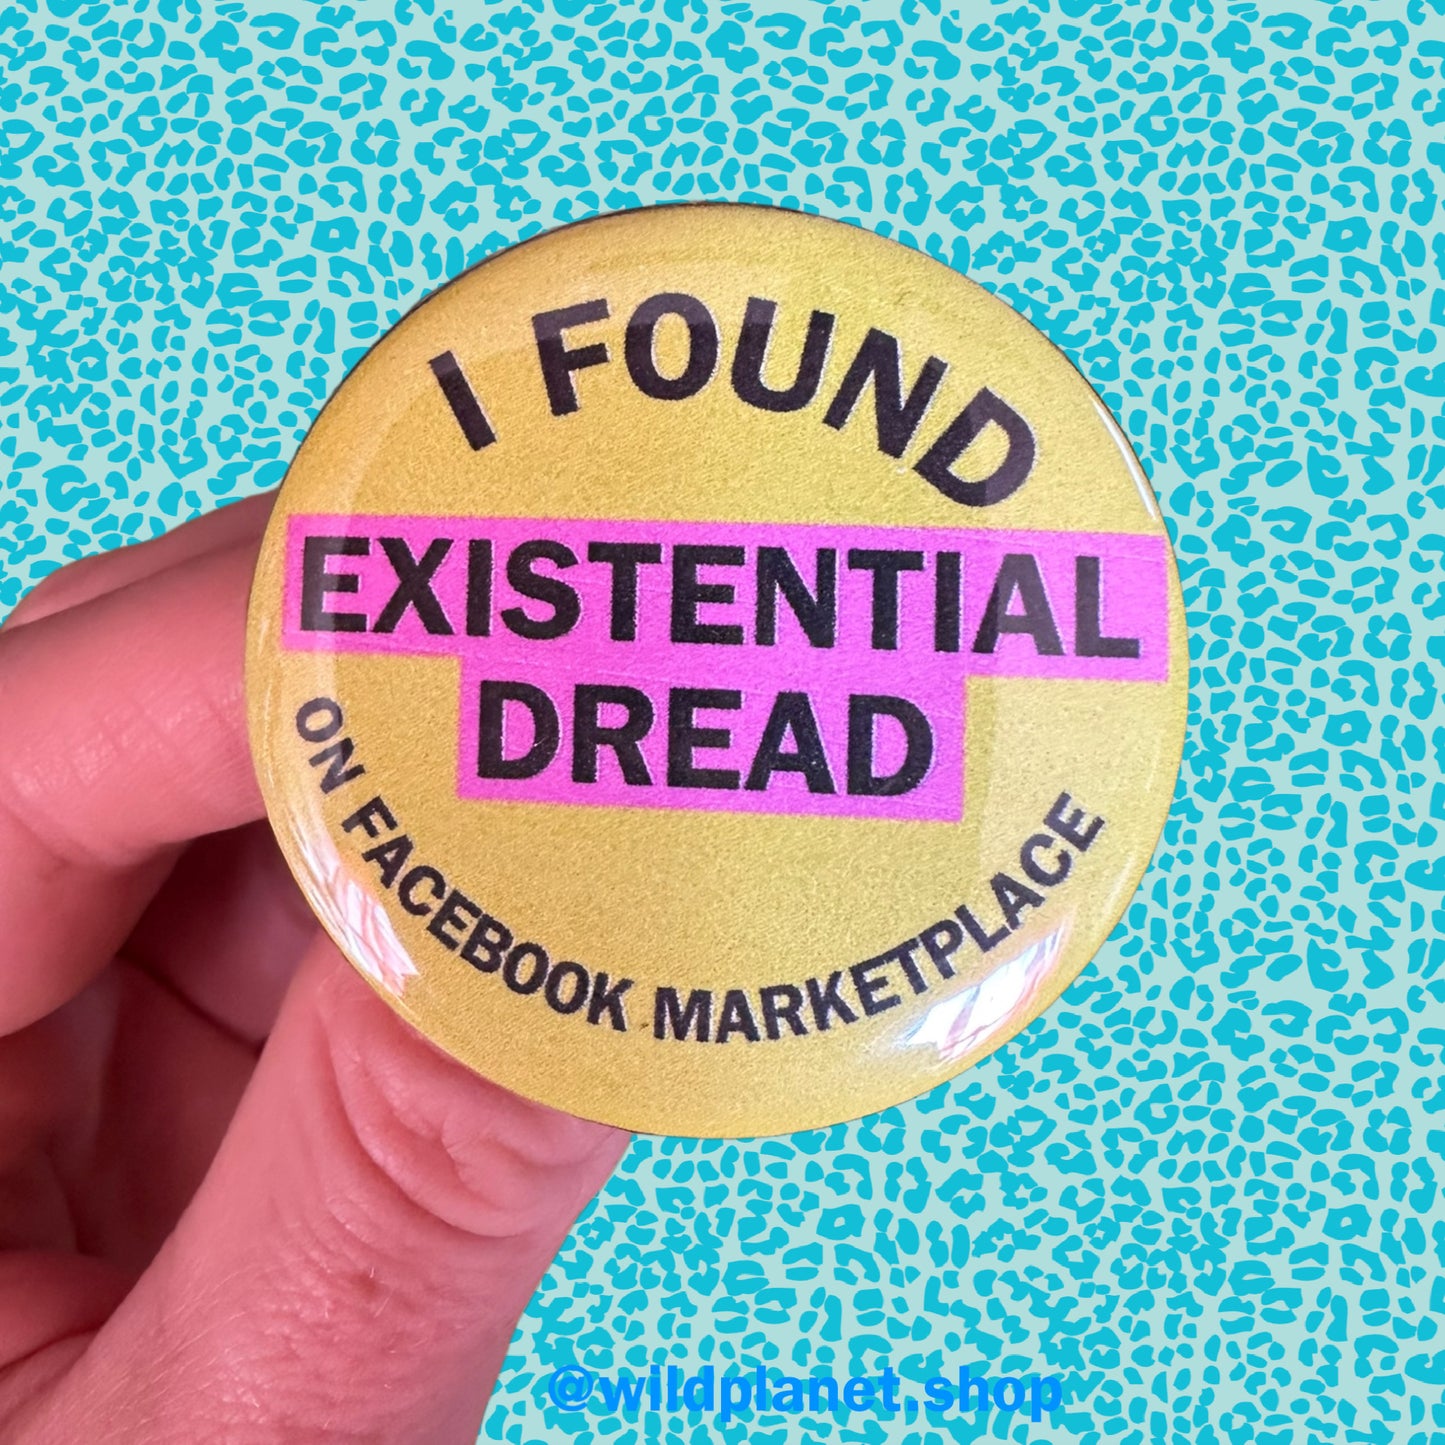 I FOUND
EXISTENTIAL
DREAD
ON FACEBOOK MARKETPLACE
@wildplanet.shop